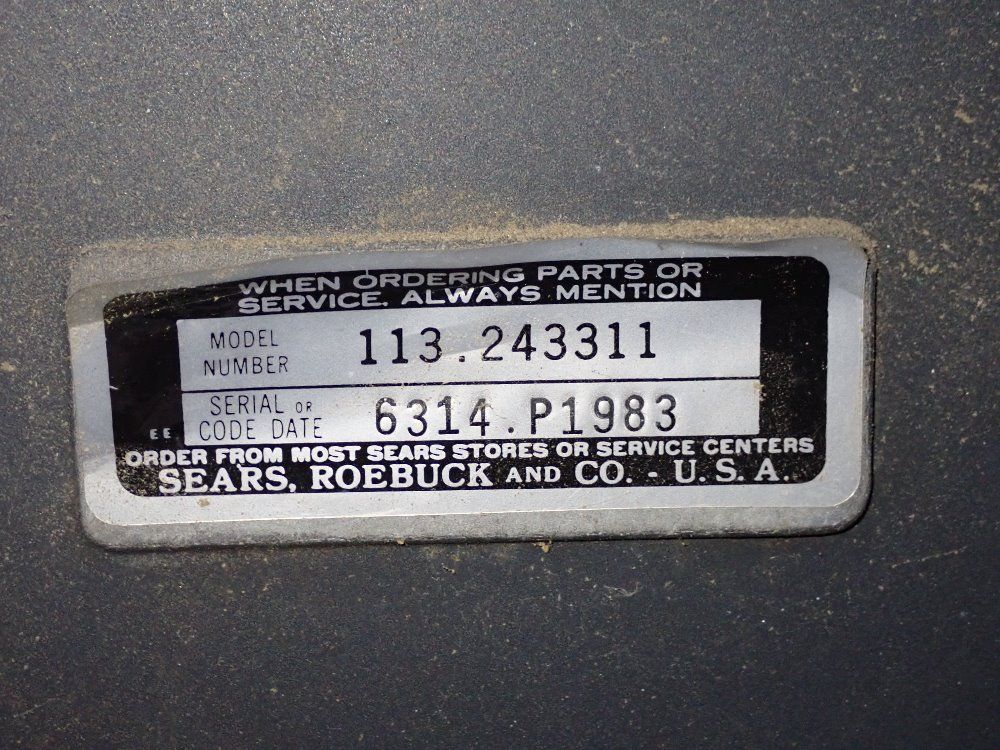 WHEN ORDERING PARTS OR
SERVICE, ALWAYS MENTION
MODEL
NUMBER 113.243311
SERIAL OR
CODE DATE 6314.P1983
EE
ORDER FROM MOST SEARS STORES OR SERVICE CENTERS
SEARS, ROEBUCK AND CO. - U. S. A.